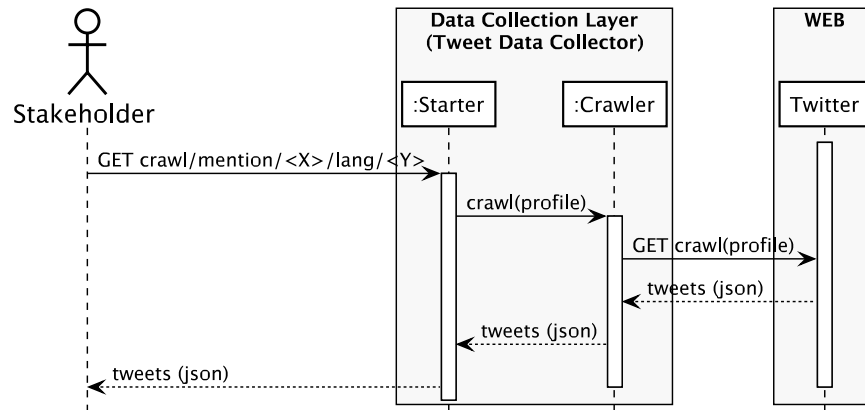 Data Collection Layer
(Tweet Data Collector)
WEB
Stakeholder
:Starter
:Crawler
Twitter
GET crawl/mention/<X>/lang/<Y>
crawl(profile)
GET crawl(profile)
tweets (json)
tweets (json)
tweets (json)